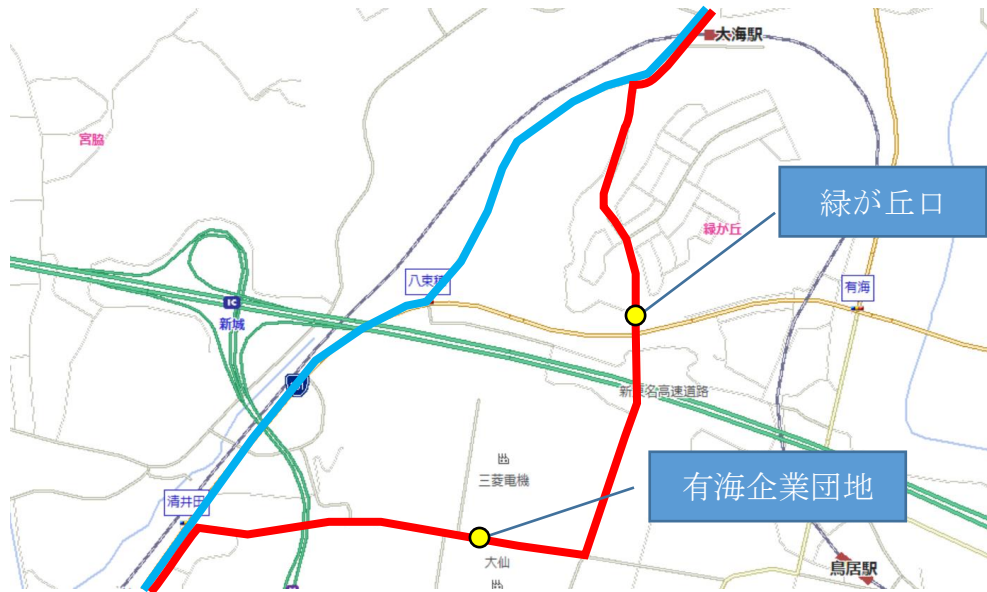 大海駅
宮脇
緑が丘口
緑が丘
八束穂
有海
IC
新城
新東名高速道路
三菱電機
有海企業団地
清井田
大仙
鳥居駅